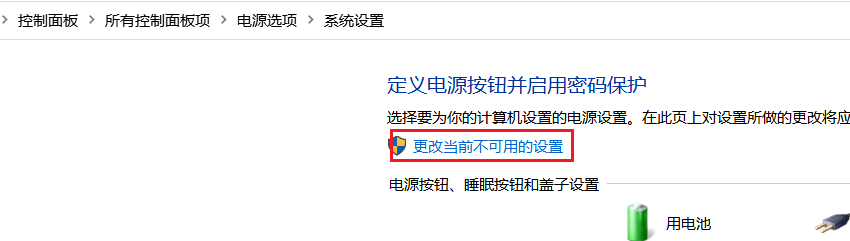 控制面板 > 所有控制面板项 > 电源选项 > 系统设置
定义电源按钮并启用密码保护
选择要为你的计算机设置的电源设置。在此页上对设置所做的更改将应
更改当前不可用的设置
电源按钮、睡眠按钮和盖子设置
用电池